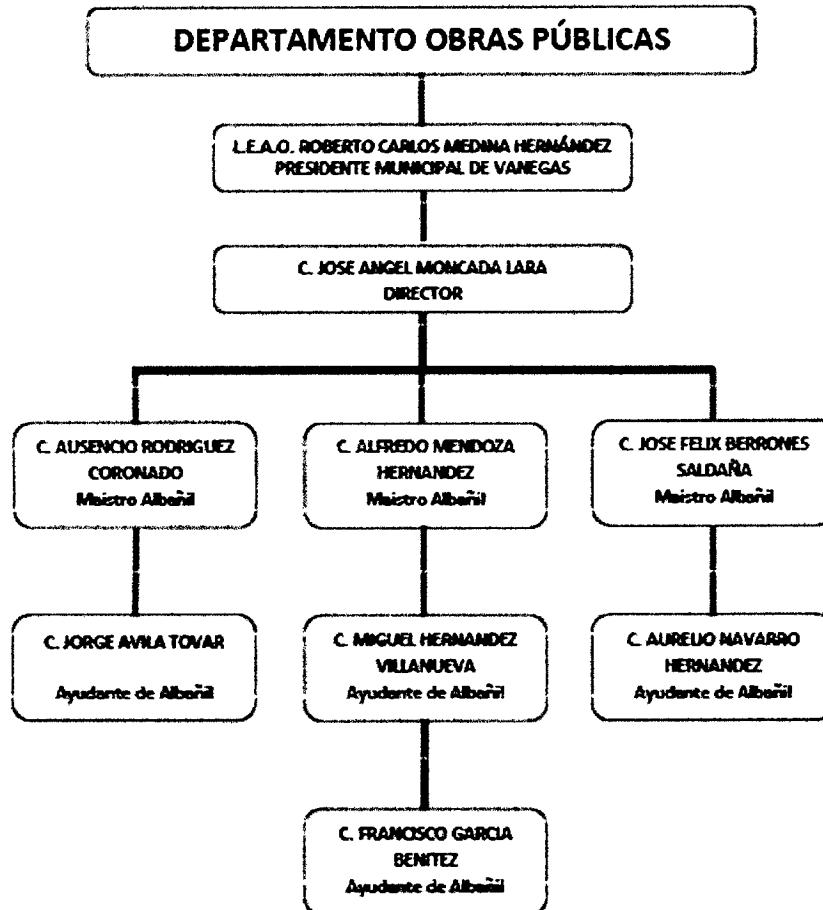 DEPARTAMENTO OBRAS PÚBLICAS
L.E.A.O. ROBERTO CARLOS MEDINA HERNÁNDEZ
PRESIDENTE MUNICIPAL DE VANEGAS
C. JOSE ANGEL MONCADA LARA
DIRECTOR
C. AUSENCIO RODRIGUEZ
CORONADO
Maistro Albañil
C. ALFREDO MENDOZA
HERNANDEZ
Maistro Albañil
C. JOSE FELIX BERRONES
SALDAÑA
Maistro Albañil
C. JORGE AVILA TOVAR
Ayudante de Albañil
C. MIGUEL HERNANDEZ
VILLANUEVA
Ayudante de Albañil
C. AURELIO NAVARRO
HERNANDEZ
Ayudante de Albañil
C. FRANCISCO GARCIA
BENITEZ
Ayudante de Albañil